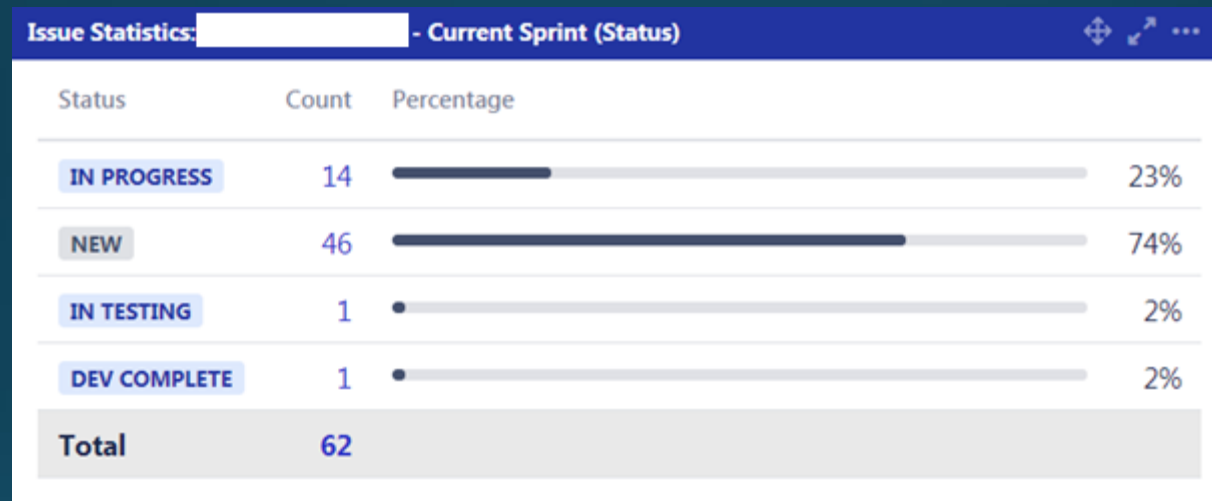 Issue Statistics: - Current Sprint (Status)
Status Count Percentage
IN PROGRESS 14 23%
NEW 46 74%
IN TESTING 1 2%
DEV COMPLETE 1 2%
Total 62